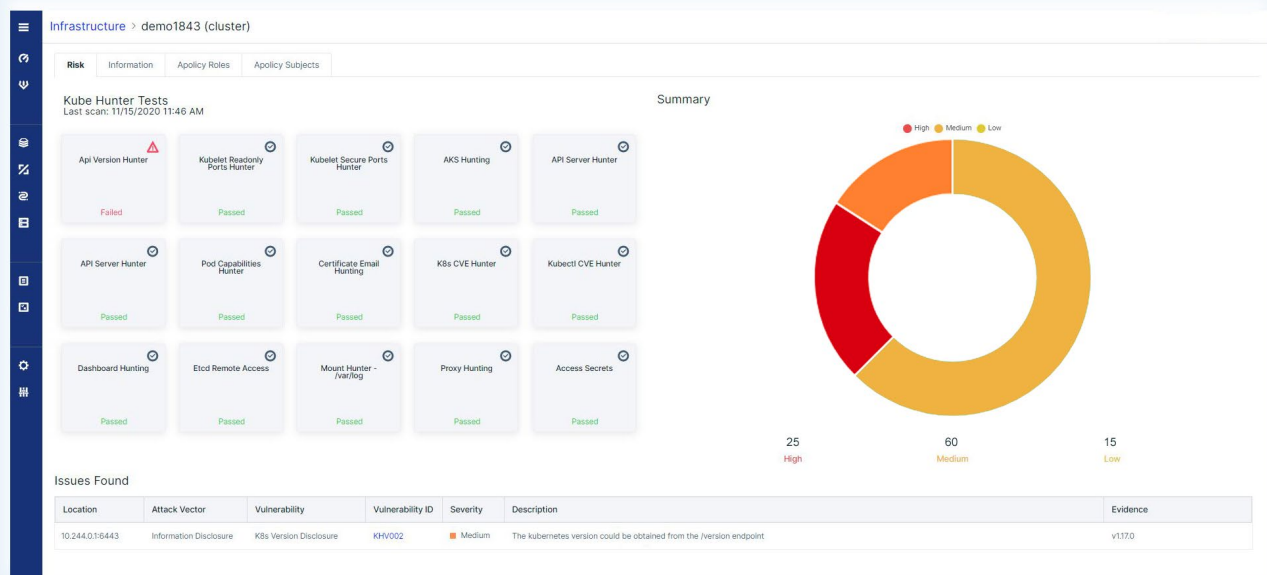 Infrastructure > demo1843 (cluster)
Risk
Information
Apolicy Roles
Apolicy Subjects
Kube Hunter Tests
Last scan: 11/15/2020 11:46 AM
Api Version Hunter
Failed
Kubelet Readonly
Ports Hunter
Passed
Kubelet Secure Ports
Hunter
Passed
AKS Hunting
Passed
API Server Hunter
Passed
API Server Hunter
Passed
Pod Capabilities
Hunter
Passed
Certificate Email
Hunting
Passed
K8s CVE Hunter
Passed
Kubectl CVE Hunter
Passed
Dashboard Hunting
Passed
Etcd Remote Access
Passed
Mount Hunter -
/var/log
Passed
Proxy Hunting
Passed
Access Secrets
Passed
Summary
High Medium Low
25
High
60
Medium
15
Low
Issues Found
Location Attack Vector Vulnerability Vulnerability ID Severity Description Evidence
10.244.0.1:6443 Information Disclosure K8s Version Disclosure KHV002 Medium The kubernetes version could be obtained from the /version endpoint v1.17.0